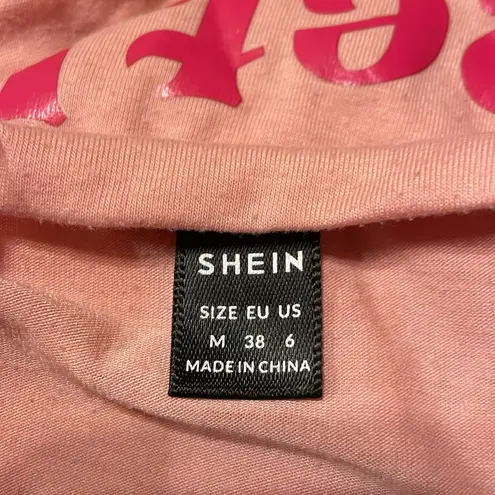 SHEIN
SIZE EU US
M 38 6
MADE IN CHINA